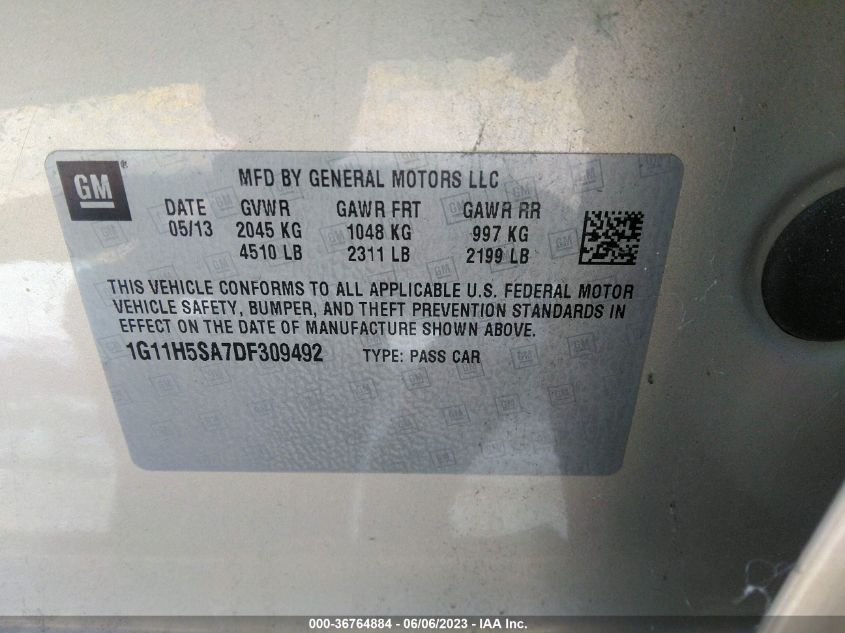 GM ®
MFD BY GENERAL MOTORS LLC
DATE GVWR GAWR FRT GAWR RR
05/13 2045 KG 1048 KG 997 KG
4510 LB 2311 LB 2199 LB
THIS VEHICLE CONFORMS TO ALL APPLICABLE U.S. FEDERAL MOTOR
VEHICLE SAFETY, BUMPER, AND THEFT PREVENTION STANDARDS IN
EFFECT ON THE DATE OF MANUFACTURE SHOWN ABOVE.
1G11H5SA7DF309492 TYPE: PASS CAR
000-36764884 - 06/06/2023 - IAA Inc.